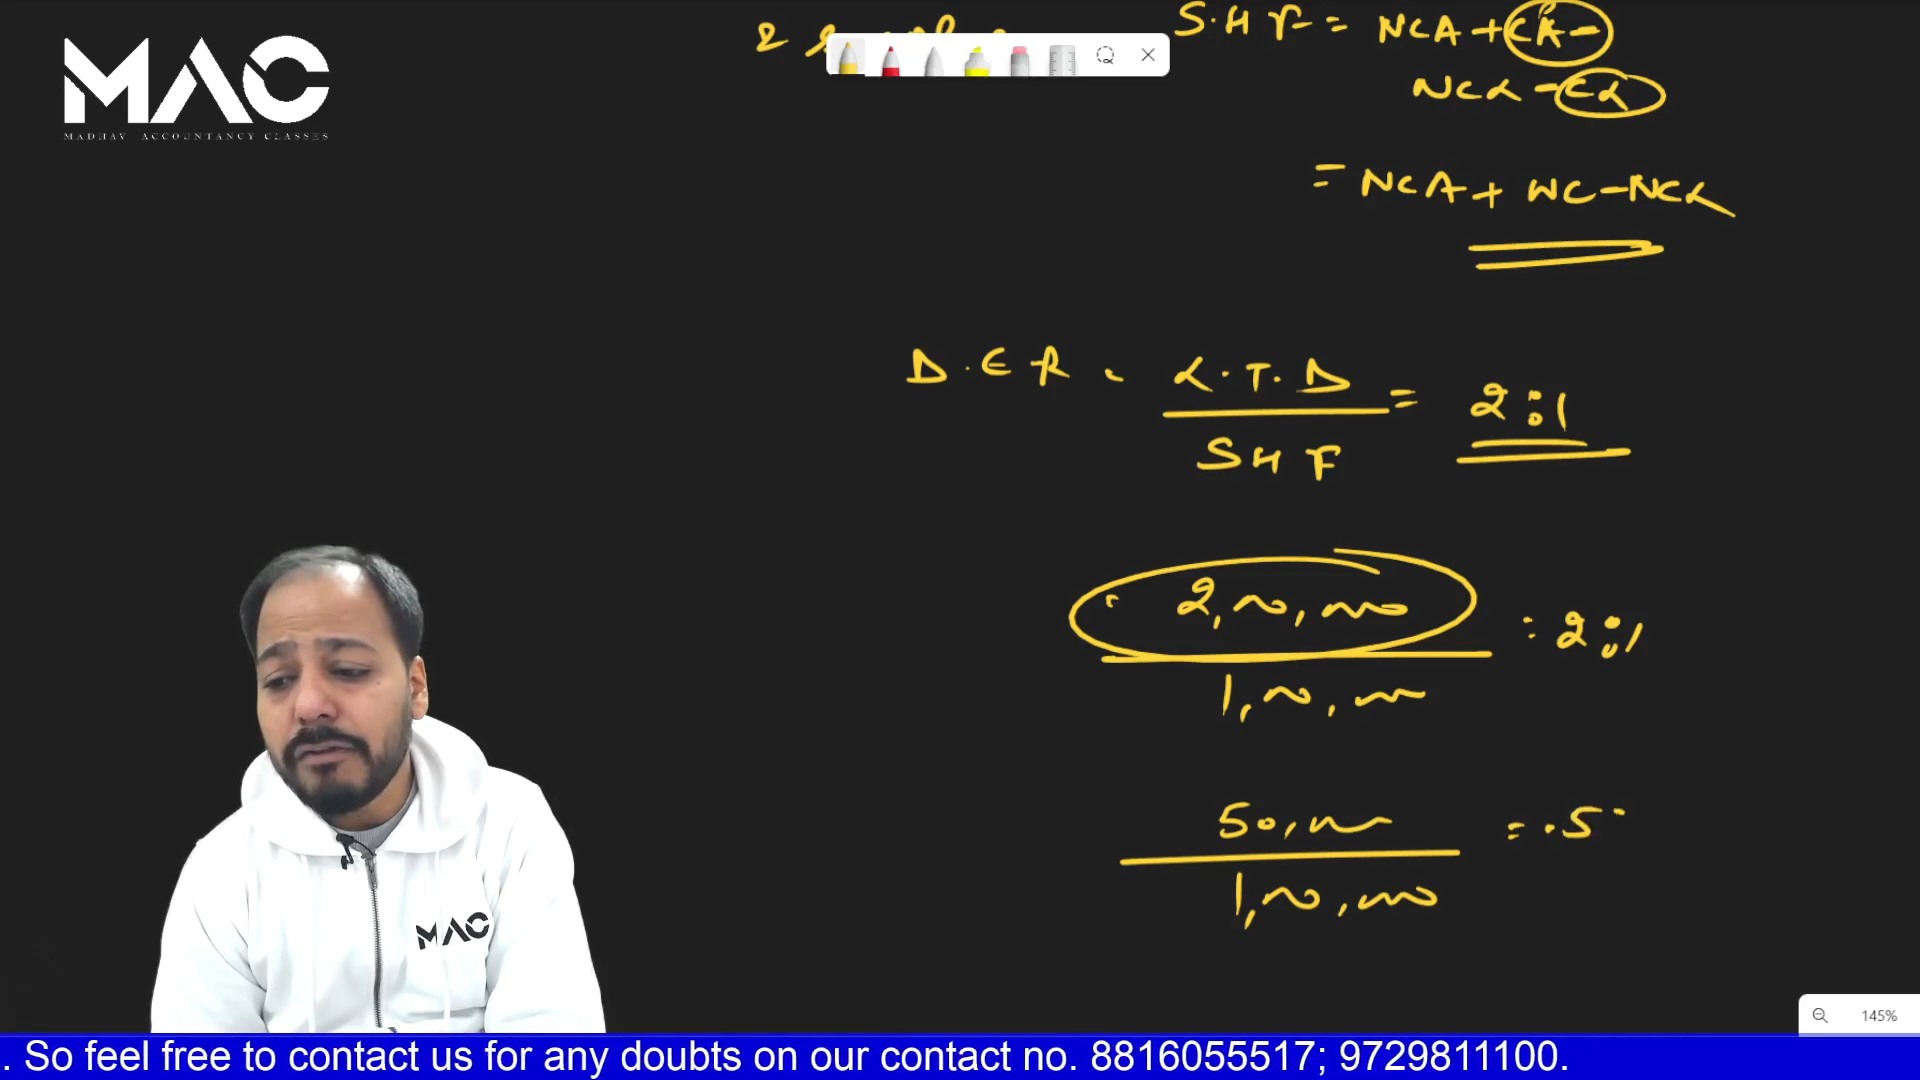 MAC
MADHAV ACCOUNTANCY CLASSES
S.H.F = NCA + CA -
NCL - CL
= NCA + WC - NCL
D.E.R = L.T.D / SHF = 2:1
2,00,000 / 1,00,000 = 2:1
50,000 / 1,00,000 = .5
MAC
145%
. So feel free to contact us for any doubts on our contact no. 8816055517; 9729811100.